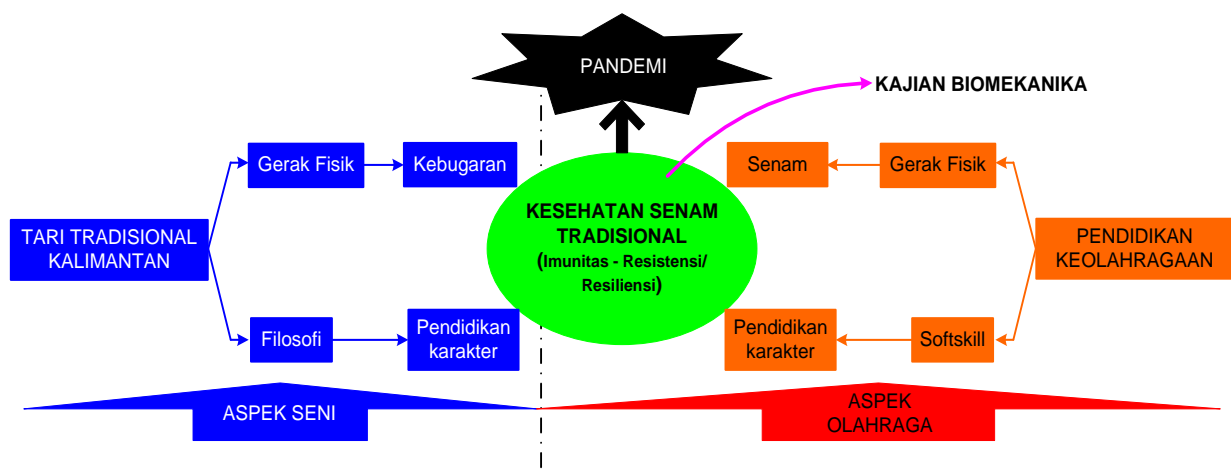 PANDEMI
KAJIAN BIOMEKANIKA
Gerak Fisik
Kebugaran
Senam
Gerak Fisik
TARI TRADISIONAL
KALIMANTAN
KESEHATAN SENAM
TRADISIONAL
(Imunitas - Resistensi/
Resiliensi)
PENDIDIKAN
KEOLAHRAGAAN
Filosofi
Pendidikan
karakter
Pendidikan
karakter
Softskill
ASPEK SENI
ASPEK
OLAHRAGA